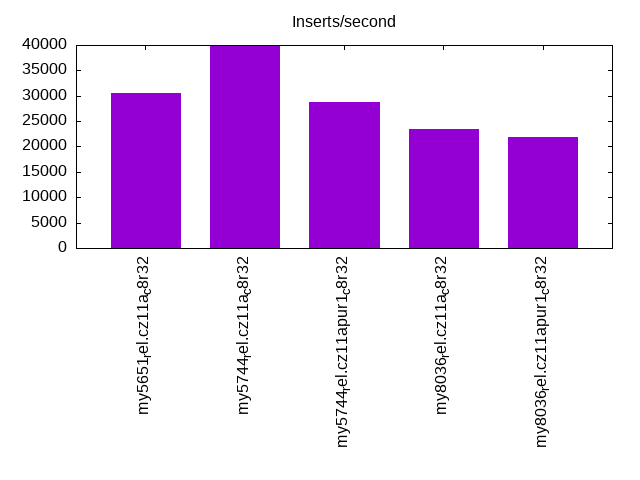 Inserts/second
40000
35000
30000
25000
20000
15000
10000
5000
0
my5651rel.cz11ac8r32
my5744rel.cz11ac8r32
my5744rel.cz11apur1c8r32
my8036rel.cz11ac8r32
my8036rel.cz11apur1c8r32